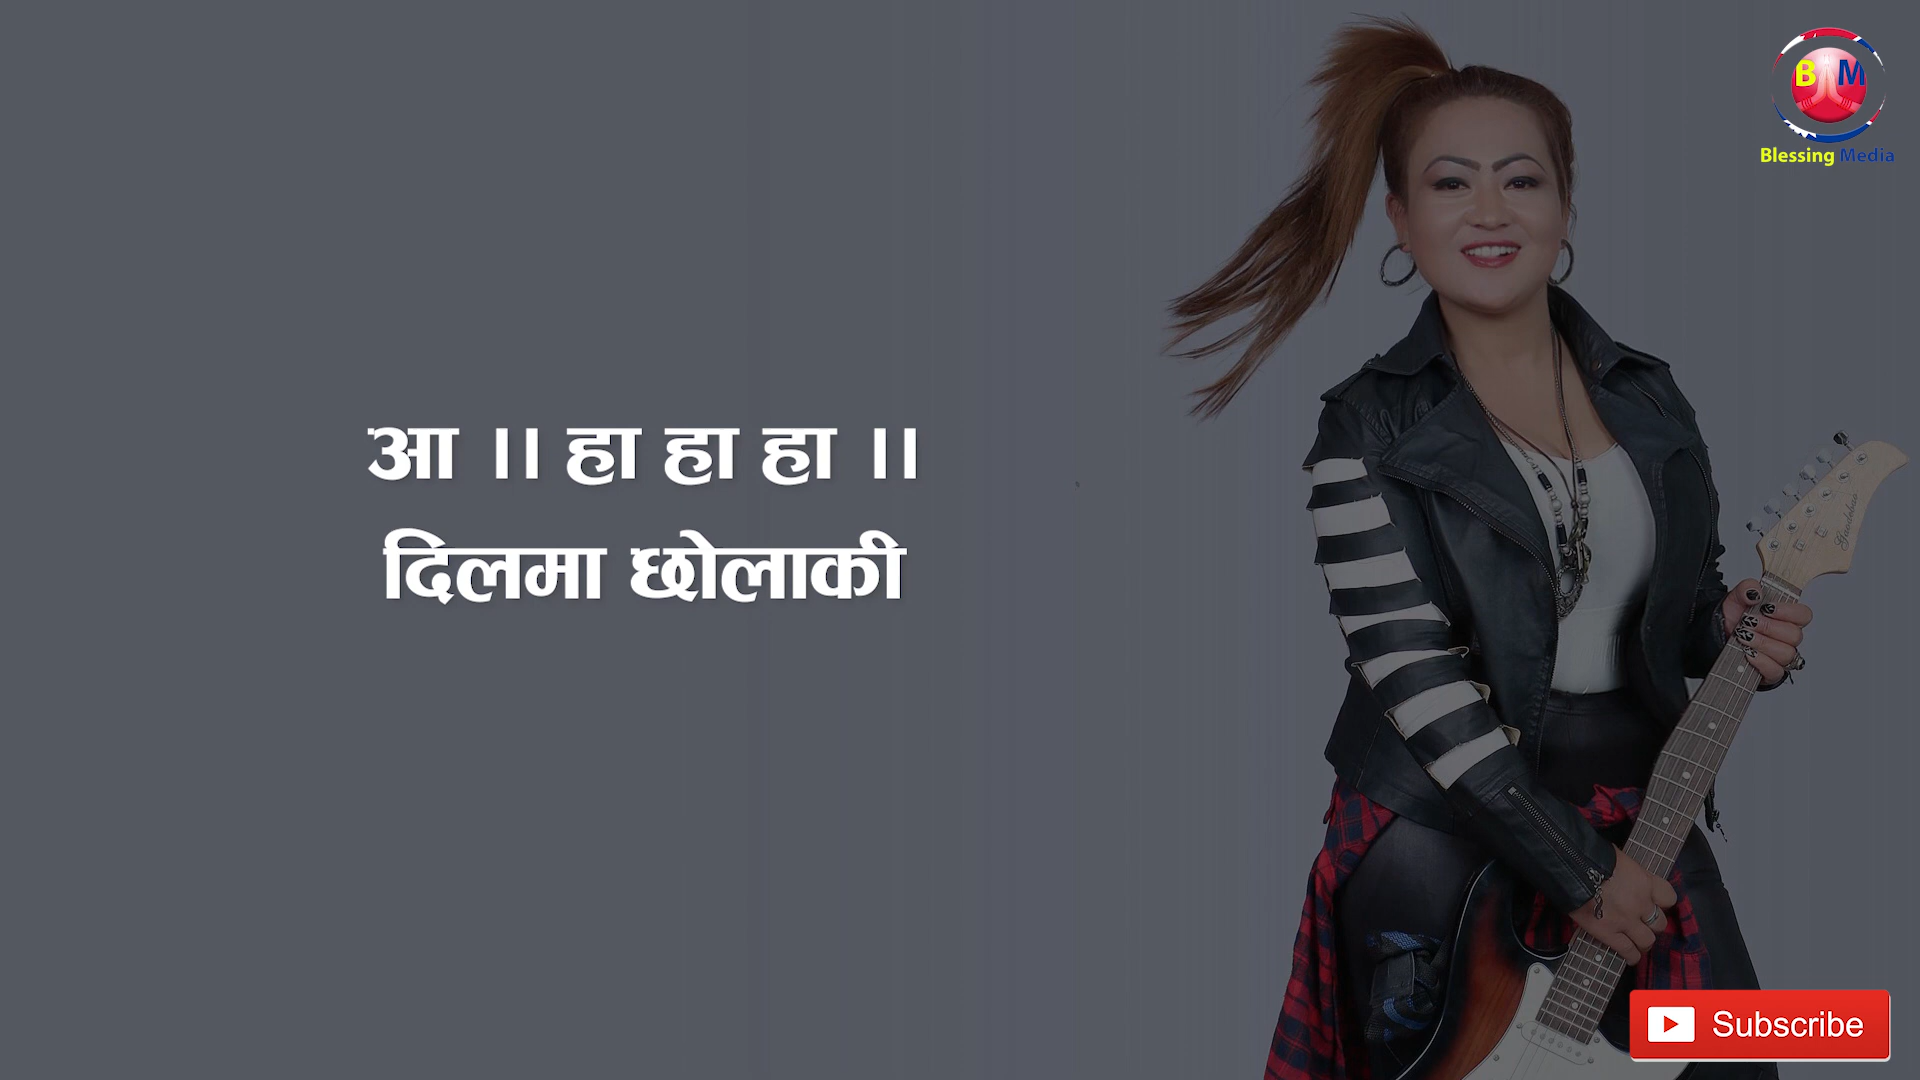 आ ।। हा हा हा ।।
दिलमा छोलाकी
B M
Blessing Media
Subscribe